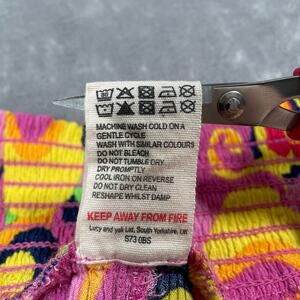 MACHINE WASH COLD ON A
GENTLE CYCLE
WASH WITH SIMILAR COLOURS
DO NOT BLEACH
DO NOT TUMBLE DRY
DRY PROMPTLY
COOL IRON ON REVERSE
DO NOT DRY CLEAN
RESHAPE WHILST DAMP
KEEP AWAY FROM FIRE
Lucy and yak Ltd, South Yorkshire, UK
S73 0BS